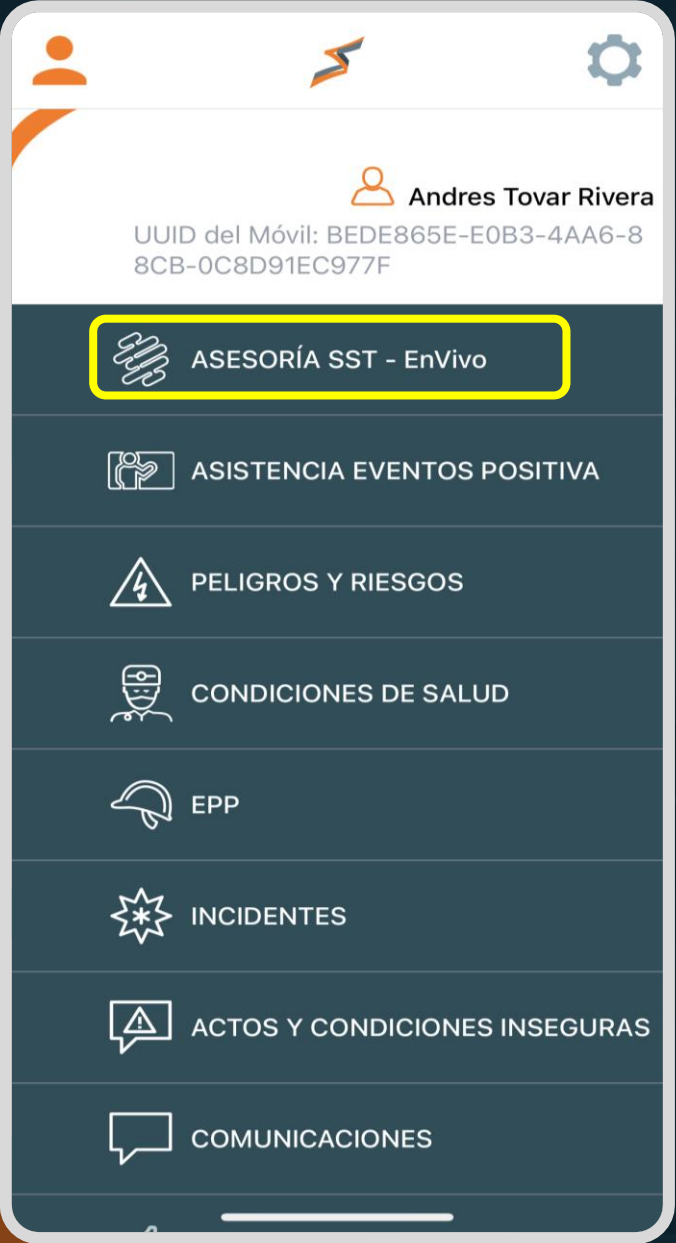 Andres Tovar Rivera
UUID del Móvil: BEDE865E-E0B3-4AA6-8
8CB-0C8D91EC977F
ASESORÍA SST - EnVivo
ASISTENCIA EVENTOS POSITIVA
PELIGROS Y RIESGOS
CONDICIONES DE SALUD
EPP
INCIDENTES
ACTOS Y CONDICIONES INSEGURAS
COMUNICACIONES